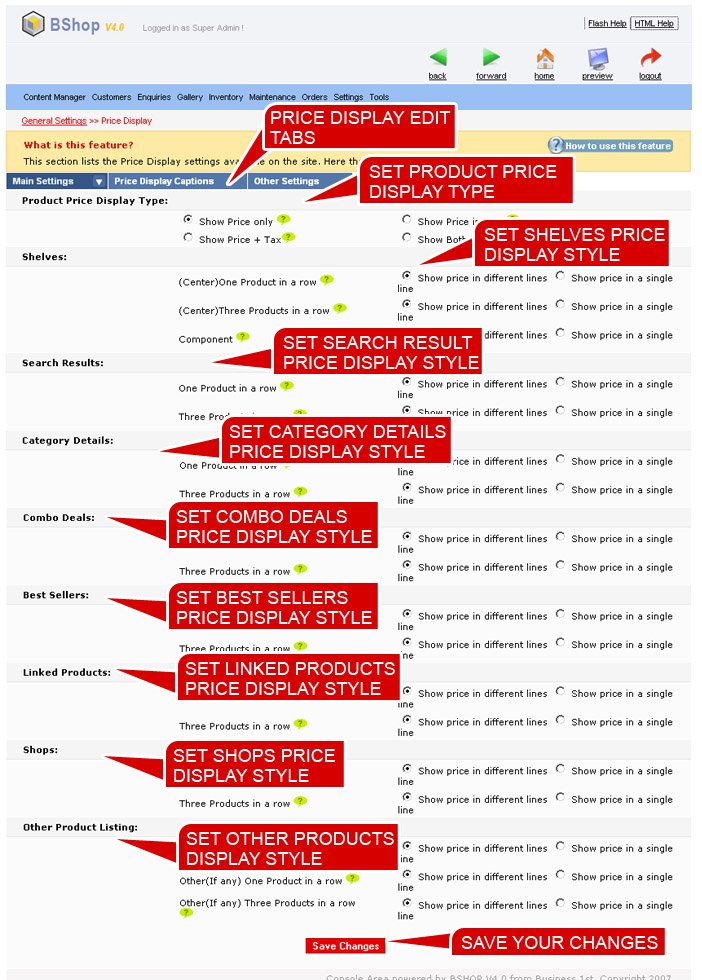 BShop V4.0
Logged in as Super Admin !
Flash Help HTML Help
back forward home preview logout
Content Manager Customers Enquiries Gallery Inventory Maintenance Orders Settings Tools
General Settings >> Price Display
PRICE DISPLAY EDIT
TABS
What is this feature?
? How to use this feature
This section lists the Price Display settings on the site. Here
Main Settings Price Display Captions Other Settings
SET PRODUCT PRICE
DISPLAY TYPE
Product Price Display Type:
Show Price only ? Show Price
Show Price + Tax ? Show Both
SET SHELVES PRICE
DISPLAY STYLE
Shelves:
(Center)One Product in a row ? Show price in different lines Show price in a single
line
(Center)Three Products in a row ? Show price in different lines Show price in a single
line
Component ? different lines Show price in a single
SET SEARCH RESULT
PRICE DISPLAY STYLE
Search Results:
One Product in a row ? Show price in different lines Show price in a single
line
Three Show price in different lines Show price in a single
SET CATEGORY DETAILS
PRICE DISPLAY STYLE
Category Details:
One Product in a row in different lines Show price in a single
line
Three Products in a row ? Show price in different lines Show price in a single
line
SET COMBO DEALS
PRICE DISPLAY STYLE
Combo Deals:
Show price in different lines Show price in a single
line
Three Products in a row ? Show price in different lines Show price in a single
line
SET BEST SELLERS
PRICE DISPLAY STYLE
Best Sellers:
Show price in different lines Show price in a single
line
Three Products in a row ? Show price in different lines Show price in a single
ne
SET LINKED PRODUCTS
PRICE DISPLAY STYLE
Linked Products:
Show price in different lines Show price in a single
line
Three Products in a row ? Show price in different lines Show price in a single
line
SET SHOPS PRICE
DISPLAY STYLE
Shops:
Show price in different lines Show price in a single
line
Three Products in a row ? Show price in different lines Show price in a single
line
Other Product Listing:
SET OTHER PRODUCTS
DISPLAY STYLE
Show price in different lines Show price in a single
ine
Other(If any) One Product in a row ? Show price in different lines Show price in a single
line
Other(If any) Three Products in a row ? Show price in different lines Show price in a single
line
Save Changes
SAVE YOUR CHANGES
Console Area powered by BSHOP V4.0 from Business 1st. Copyright 2007